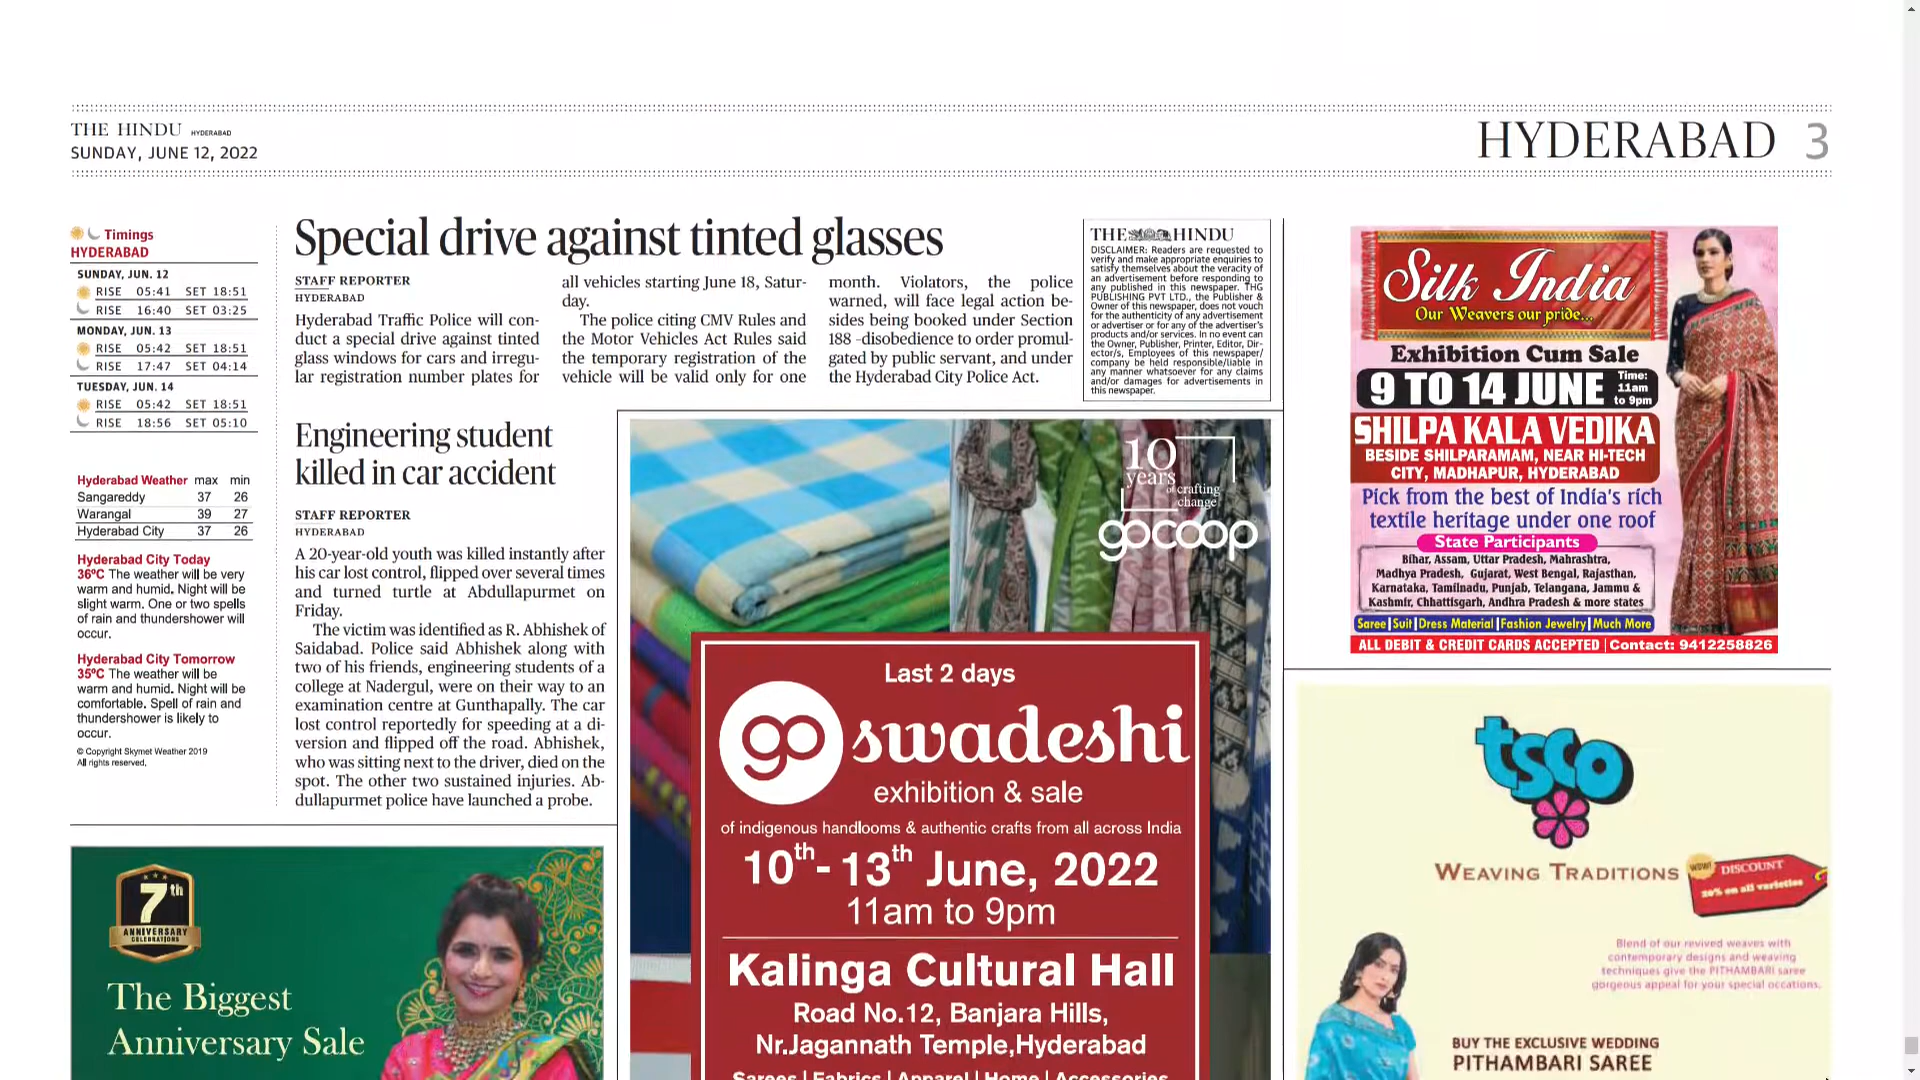 THE HINDU HYDERABAD
SUNDAY, JUNE 12, 2022
HYDERABAD 3
Timings
HYDERABAD
SUNDAY, JUN. 12
RISE 05:41 SET 18:51
RISE 16:40 SET 03:25
MONDAY, JUN. 13
RISE 05:42 SET 18:51
RISE 17:47 SET 04:14
TUESDAY, JUN. 14
RISE 05:42 SET 18:51
RISE 18:56 SET 05:10
Hyderabad Weather max min
Sangareddy 37 26
Warangal 39 27
Hyderabad City 37 26
Hyderabad City Today
36ºC The weather will be very
warm and humid. Night will be
slight warm. One or two spells
of rain and thundershower will
occur.
Hyderabad City Tomorrow
35ºC The weather will be
warm and humid. Night will be
comfortable. Spell of rain and
thundershower is likely to
occur.
© Copyright Skymet Weather 2019
All rights reserved.
Special drive against tinted glasses
STAFF REPORTER
HYDERABAD
Hyderabad Traffic Police will con-
duct a special drive against tinted
glass windows for cars and irregu-
lar registration number plates for
all vehicles starting June 18, Satur-
day.
The police citing CMV Rules and
the Motor Vehicles Act Rules said
the temporary registration of the
vehicle will be valid only for one
month. Violators, the police
warned, will face legal action be-
sides being booked under Section
188 -disobedience to order promul-
gated by public servant, and under
the Hyderabad City Police Act.
THE HINDU
DISCLAIMER: Readers are requested to
verify and make appropriate enquiries to
satisfy themselves about the veracity of
an advertisement before responding to
any published in this newspaper. THG
PUBLISHING PVT LTD., the Publisher &
Owner of this newspaper, does not vouch
for the authenticity of any advertisement
or advertiser or for any of the advertiser's
products and/or services. In no event can
the Owner, Publisher, Printer, Editor, Dir-
ector/s, Employees of this newspaper/
company be held responsible/liable in
any manner whatsoever for any claims
and/or damages for advertisements in
this newspaper.
Engineering student
killed in car accident
STAFF REPORTER
HYDERABAD
A 20-year-old youth was killed instantly after
his car lost control, flipped over several times
and turned turtle at Abdullapurmet on
Friday.
The victim was identified as R. Abhishek of
Saidabad. Police said Abhishek along with
two of his friends, engineering students of a
college at Nadergul, were on their way to an
examination centre at Gunthapally. The car
lost control reportedly for speeding at a di-
version and flipped off the road. Abhishek,
who was sitting next to the driver, died on the
spot. The other two sustained injuries. Ab-
dullapurmet police have launched a probe.
7th
ANNIVERSARY
CELEBRATIONS
The Biggest
Anniversary Sale
10
years
of crafting
change
gocoop
Last 2 days
go swadeshi
exhibition & sale
of indigenous handlooms & authentic crafts from all across India
10th- 13th June, 2022
11am to 9pm
Kalinga Cultural Hall
Road No.12, Banjara Hills,
Nr.Jagannath Temple,Hyderabad
Sarees | Fabrics | Apparel | Home | Accessories
Silk India
Our Weavers our pride...
Exhibition Cum Sale
9 TO 14 JUNE Time:
11am
to 9pm
SHILPA KALA VEDIKA
BESIDE SHILPARAMAM, NEAR HI-TECH
CITY, MADHAPUR, HYDERABAD
Pick from the best of India's rich
textile heritage under one roof
State Participants
Bihar, Assam, Uttar Pradesh, Mahrashtra,
Madhya Pradesh, Gujarat, West Bengal, Rajasthan,
Karnataka, Tamilnadu, Punjab, Telangana, Jammu &
Kashmir, Chhattisgarh, Andhra Pradesh & more states
Saree|Suit|Dress Material|Fashion Jewelry|Much More
ALL DEBIT & CREDIT CARDS ACCEPTED | Contact: 9412258826
tsco
WEAVING TRADITIONS
DISCOUNT
20% on all varieties
Blend of our revived weaves with
contemporary designs and weaving
techniques give the PITHAMBARI saree
gorgeous appeal for your special occations.
BUY THE EXCLUSIVE WEDDING
PITHAMBARI SAREE